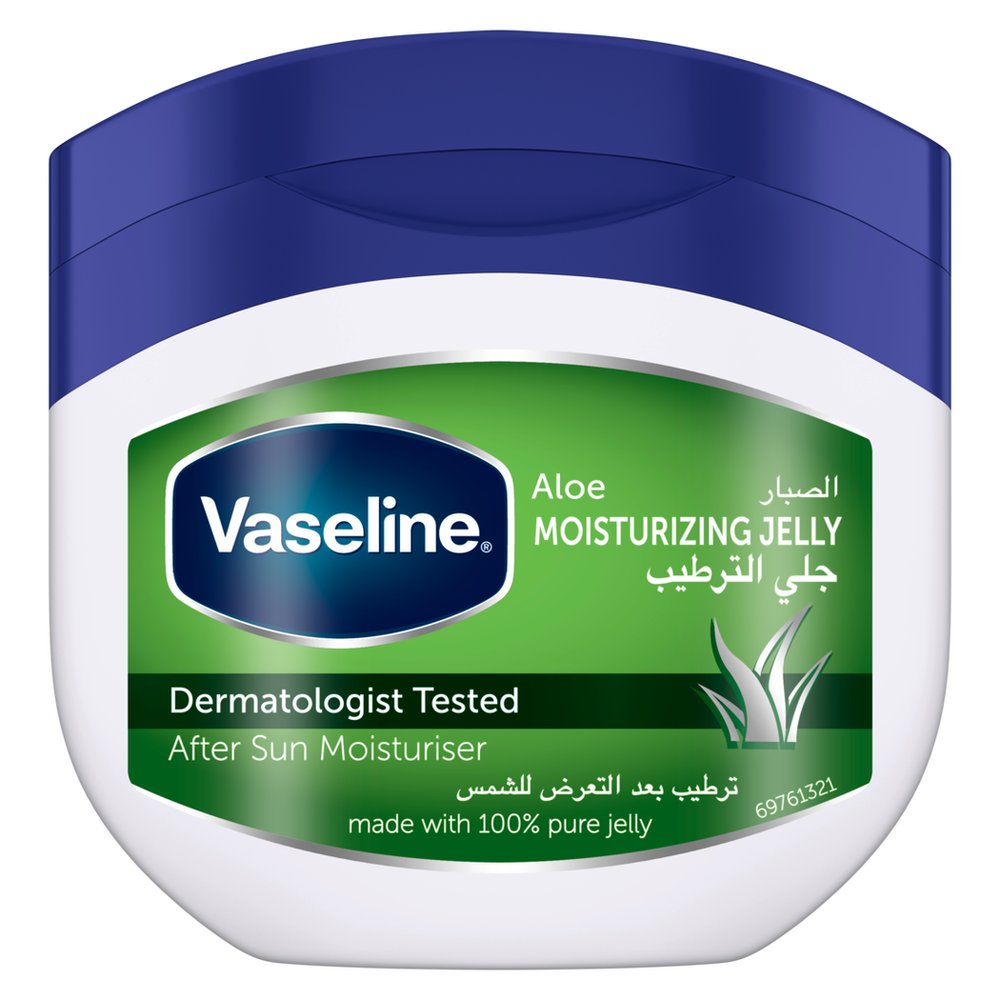 Vaseline®
Aloe
الصبار
MOISTURIZING JELLY
جلي الترطيب
Dermatologist Tested
After Sun Moisturiser
ترطيب بعد التعرض للشمس
69761321
made with 100% pure jelly